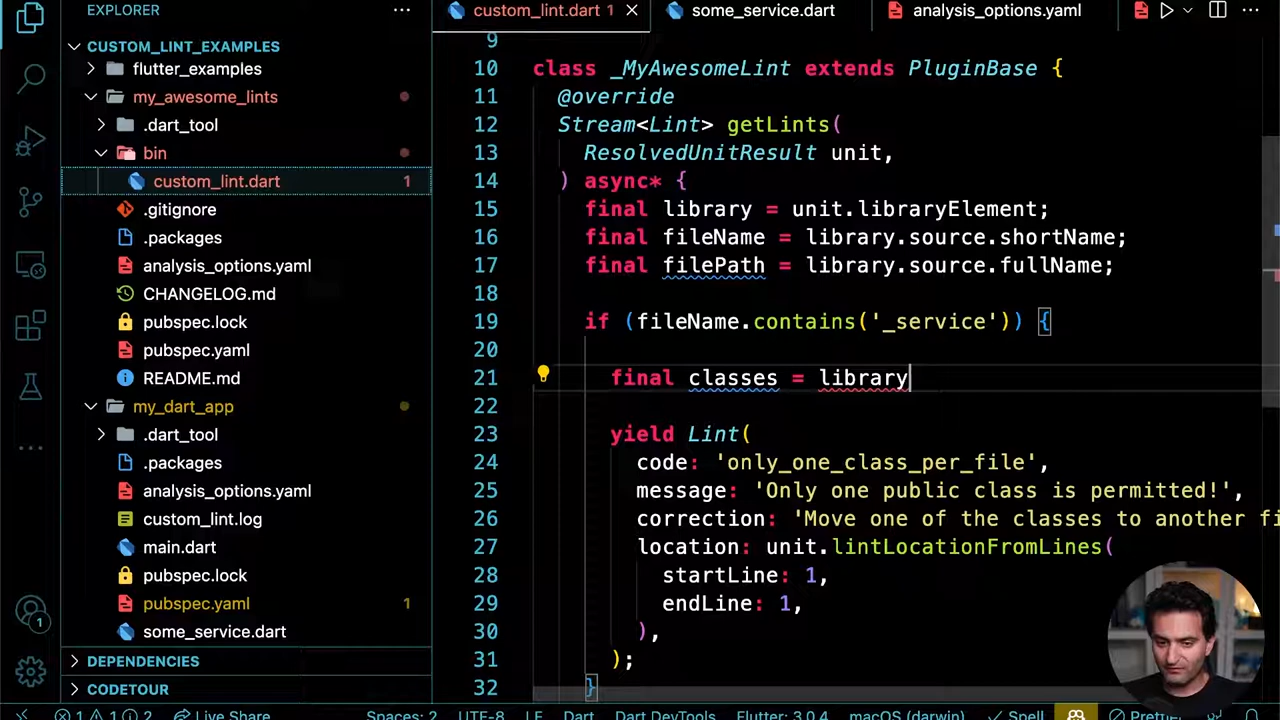 EXPLORER
custom_lint.dart 1
some_service.dart
analysis_options.yaml
CUSTOM_LINT_EXAMPLES
flutter_examples
my_awesome_lints
.dart_tool
bin
custom_lint.dart 1
.gitignore
.packages
analysis_options.yaml
CHANGELOG.md
pubspec.lock
pubspec.yaml
README.md
my_dart_app
.dart_tool
.packages
analysis_options.yaml
custom_lint.log
main.dart
pubspec.lock
pubspec.yaml 1
some_service.dart
DEPENDENCIES
CODETOUR
1
9
10 class _MyAwesomeLint extends PluginBase {
11 @override
12 Stream<Lint> getLints(
13 ResolvedUnitResult unit,
14 ) async* {
15 final library = unit.libraryElement;
16 final fileName = library.source.shortName;
17 final filePath = library.source.fullName;
18
19 if (fileName.contains('_service')) {
20
21 final classes = library
22
23 yield Lint(
24 code: 'only_one_class_per_file',
25 message: 'Only one public class is permitted!',
26 correction: 'Move one of the classes to another fi
27 location: unit.lintLocationFromLines(
28 startLine: 1,
29 endLine: 1,
30 ),
31 );
32 }
1 1 2 Live Share Spaces: 2 UTF-8 LF Dart Dart DevTools Flutter: 3.0.4 macOS (darwin) Spell